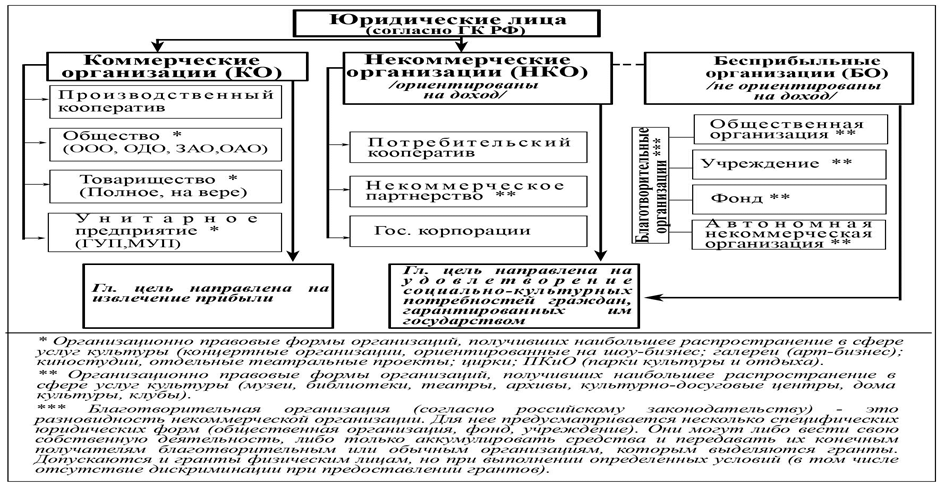 Юридические лица
(согласно ГК РФ)
Коммерческие
организации (КО)
Производственный
кооператив
Общество *
(ООО, ОДО, ЗАО,ОАО)
Товарищество *
(Полное, на вере)
Унитарное
предприятие *
(ГУП,МУП)
Гл. цель направлена на
извлечение прибыли
Некоммерческие
организации (НКО)
/ориентированы
на доход/
Потребительский
кооператив
Некоммерческое
партнерство **
Гос. корпорации
Гл. цель направлена на
удовлетворение
социально-культурных
потребностей граждан,
гарантированных им
государством
Бесприбыльные
организации (БО)
/не ориентированы
на доход/
Благотворительные
организации ***
Общественная
организация **
Учреждение **
Фонд **
Автономная
некоммерческая
организация **
* Организационно правовые формы организаций, получивших наибольшее распространение в сфере
услуг культуры (концертные организации, ориентированные на шоу-бизнес; галереи (арт-бизнес);
киностудии, отдельные театральные проекты; цирки; ПКиО (парки культуры и отдыха).
** Организационно правовые формы организаций, получивших наибольшее распространение в
сфере услуг культуры (музеи, библиотеки, театры, архивы, культурно-досуговые центры, дома
культуры, клубы).
*** Благотворительная организация (согласно российскому законодательству) - это
разновидность некоммерческой организации. Для нее предусматривается несколько специфических
юридических форм (общественная организация, фонд, учреждение). Они могут либо вести свою
собственную деятельность, либо только аккумулировать средства и передавать их конечным
получателям благотворительным или обычным организациям, которым выделяются гранты.
Допускаются гранты физическим лицам, но при выполнении определенных условий (в том числе
отсутствие дискриминации при предоставлении грантов).